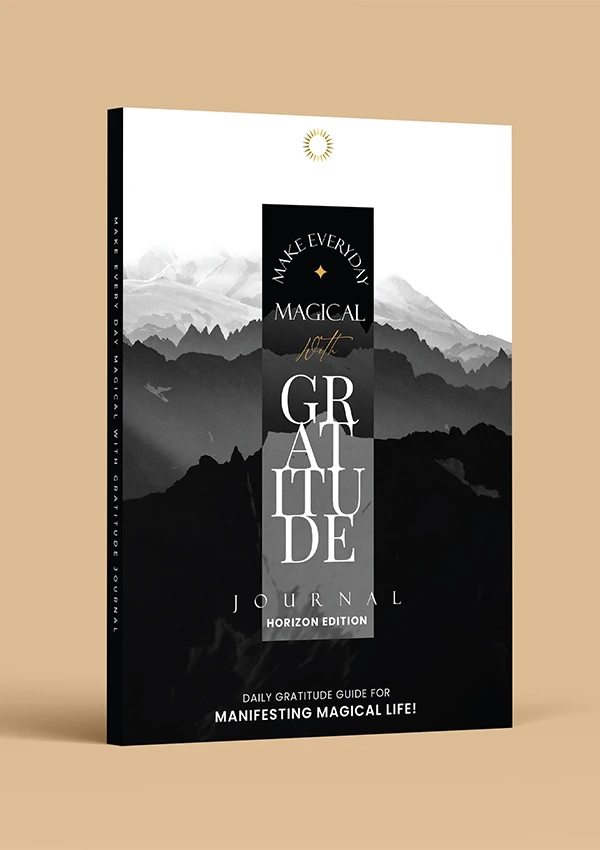 MAKE EVERYDAY
MAGICAL
With
GR
AT
ITU
DE
JOURNAL
HORIZON EDITION
DAILY GRATITUDE GUIDE FOR
MANIFESTING MAGICAL LIFE!
MAKE EVERY DAY MAGICAL WITH GRATITUDE JOURNAL